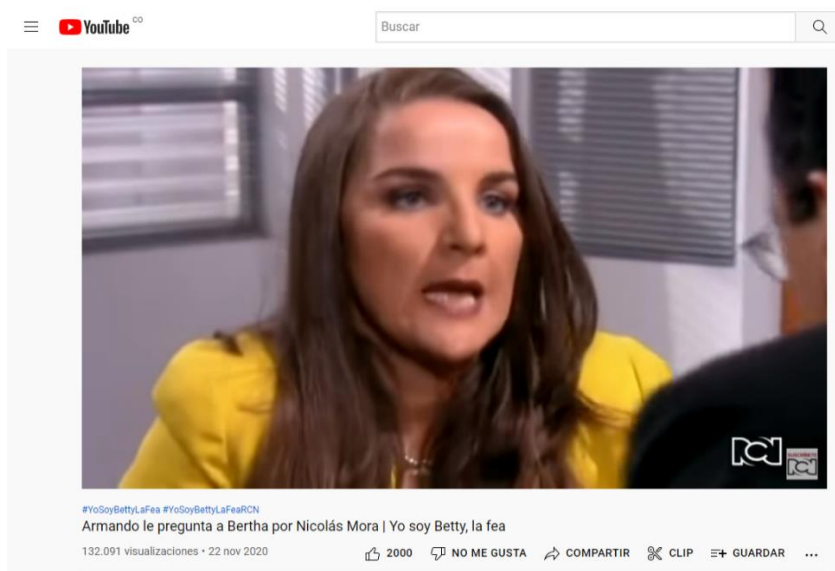 YouTube CO
Buscar
RCN
SUSCRÍBETE
RCN
#YoSoyBettyLaFea #YoSoyBettyLaFeaRCN
Armando le pregunta a Bertha por Nicolás Mora | Yo soy Betty, la fea
132.091 visualizaciones • 22 nov 2020 2000 NO ME GUSTA COMPARTIR CLIP GUARDAR ...